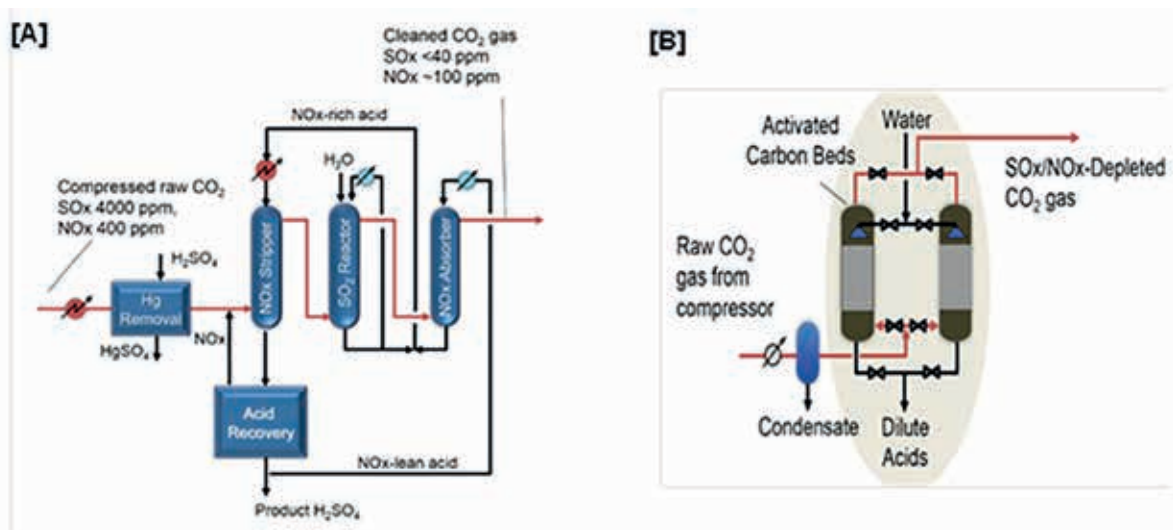 [A]
Cleaned CO₂ gas
SOx <40 ppm
NOx ~100 ppm
NOx-rich acid
H₂O
Compressed raw CO₂
SOx 4000 ppm,
NOx 400 ppm
H₂SO₄
Hg
Removal
HgSO₄
NOx
NOx Stripper
SO₂ Reactor
NOx Absorber
Acid
Recovery
NOx-lean acid
Product H₂SO₄
[B]
Water
Activated
Carbon Beds
SOx/NOx-Depleted
CO₂ gas
Raw CO₂
gas from
compressor
Condensate
Dilute
Acids